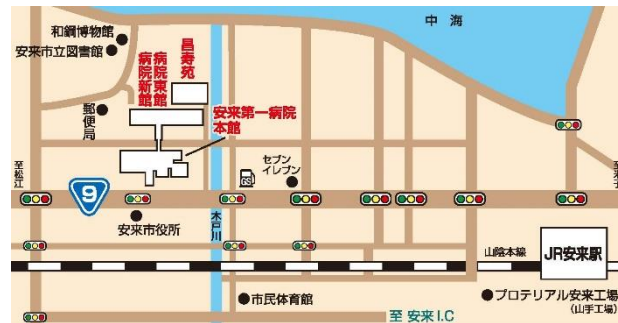 中海
和鋼博物館
安来市立図書館
昌寿苑
病院東館
病院新館
郵便局
安来第一病院
本館
至松江
9
GS
セブン
イレブン
至米子
安来市役所
木戸川
山陰本線
JR安来駅
市民体育館
プロテリアル安来工場
(山手工場)
至 安来 I.C